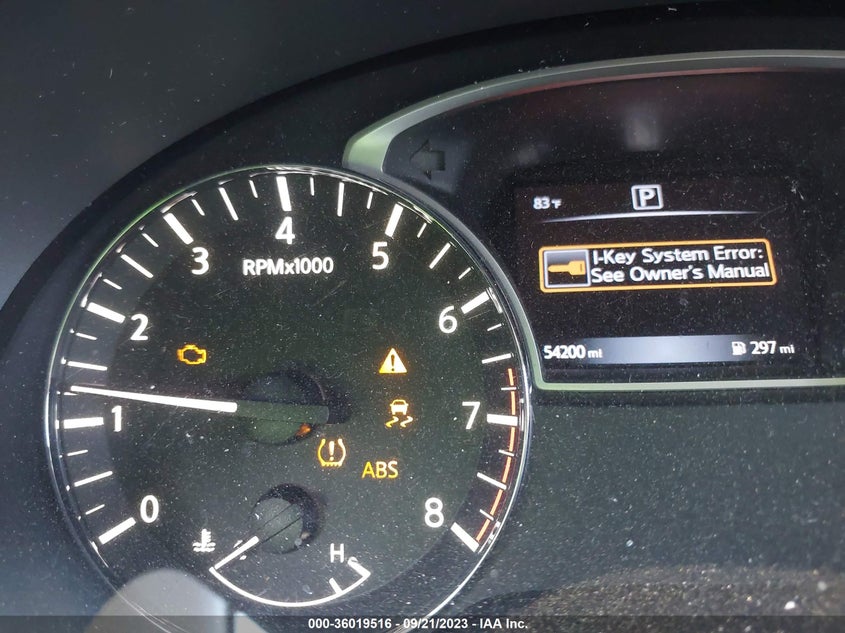 83°F
P
I-Key System Error:
See Owner's Manual
54200 mi
297 mi
RPMx1000
0
1
2
3
4
5
6
7
8
ABS
H
000-36019516 - 09/21/2023 - IAA Inc.